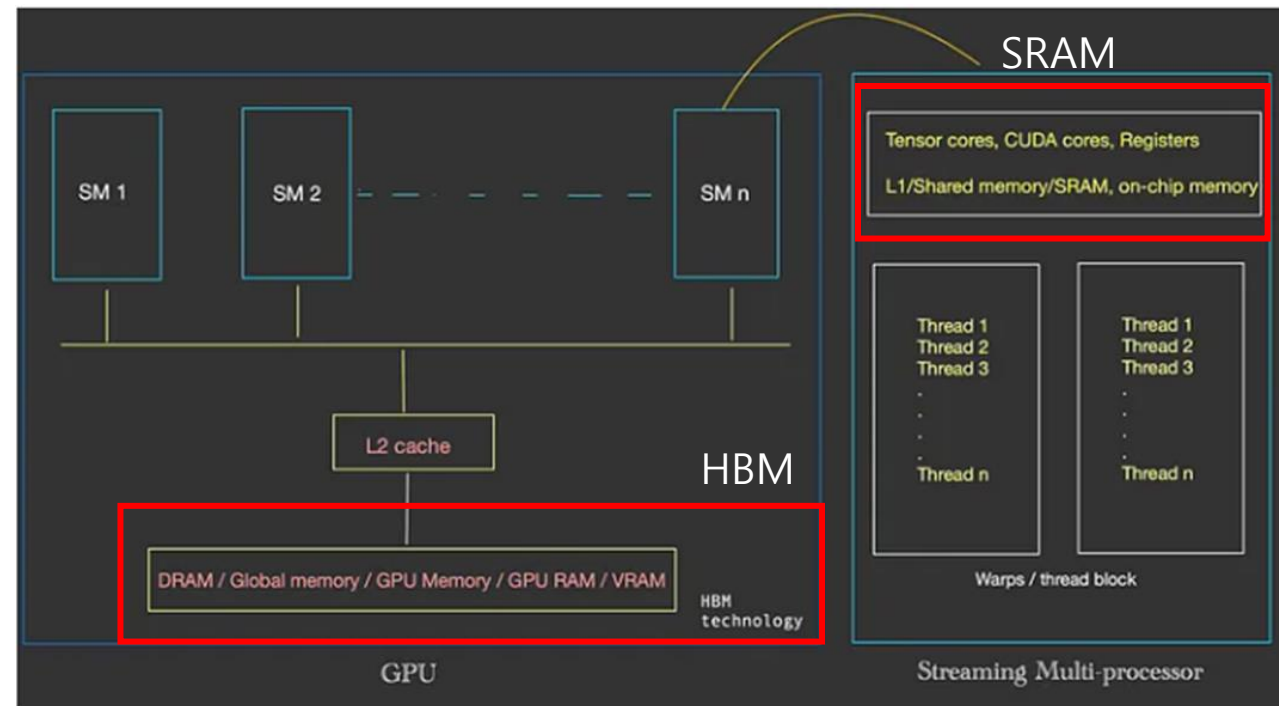 SRAM
SM 1
SM 2
SM n
Tensor cores, CUDA cores, Registers
L1/Shared memory/SRAM, on-chip memory
Thread 1
Thread 2
Thread 3
.
.
.
.
Thread n
Thread 1
Thread 2
Thread 3
.
.
.
.
Thread n
Warps / thread block
L2 cache
HBM
DRAM / Global memory / GPU Memory / GPU RAM / VRAM
HBM
technology
GPU
Streaming Multi-processor